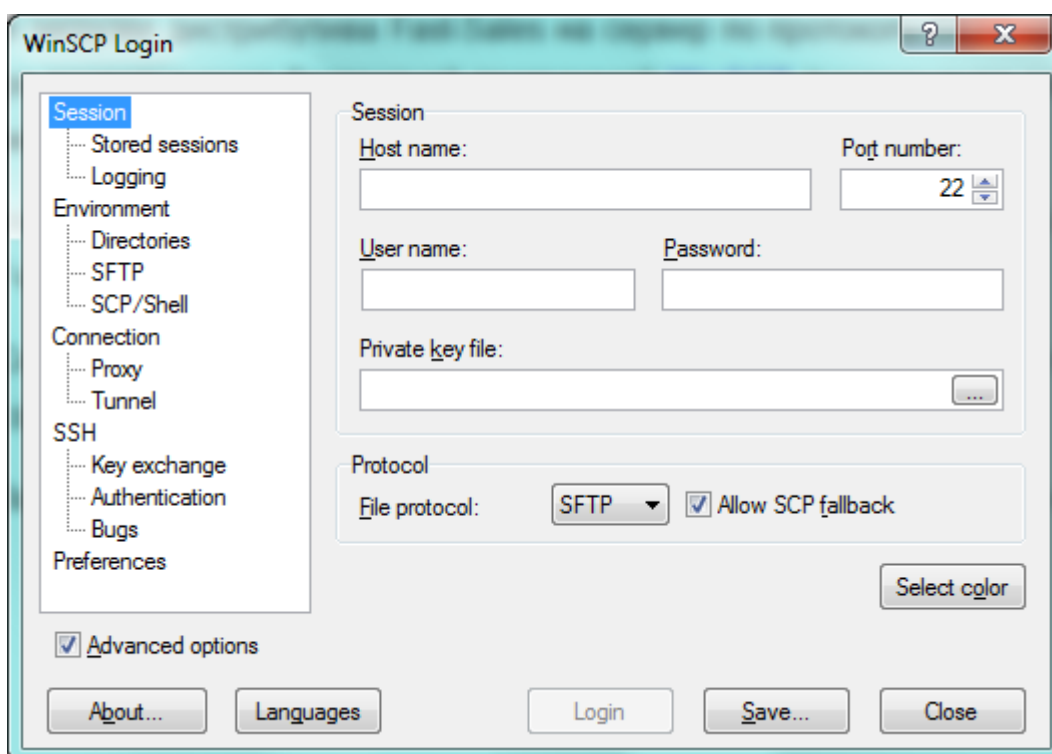 WinSCP Login
Session
Stored sessions
Logging
Environment
Directories
SFTP
SCP/Shell
Connection
Proxy
Tunnel
SSH
Key exchange
Authentication
Bugs
Preferences
Advanced options
Session
Host name:
Port number:
22
User name:
Password:
Private key file:
...
Protocol
File protocol:
SFTP
Allow SCP fallback
Select color
About...
Languages
Login
Save...
Close